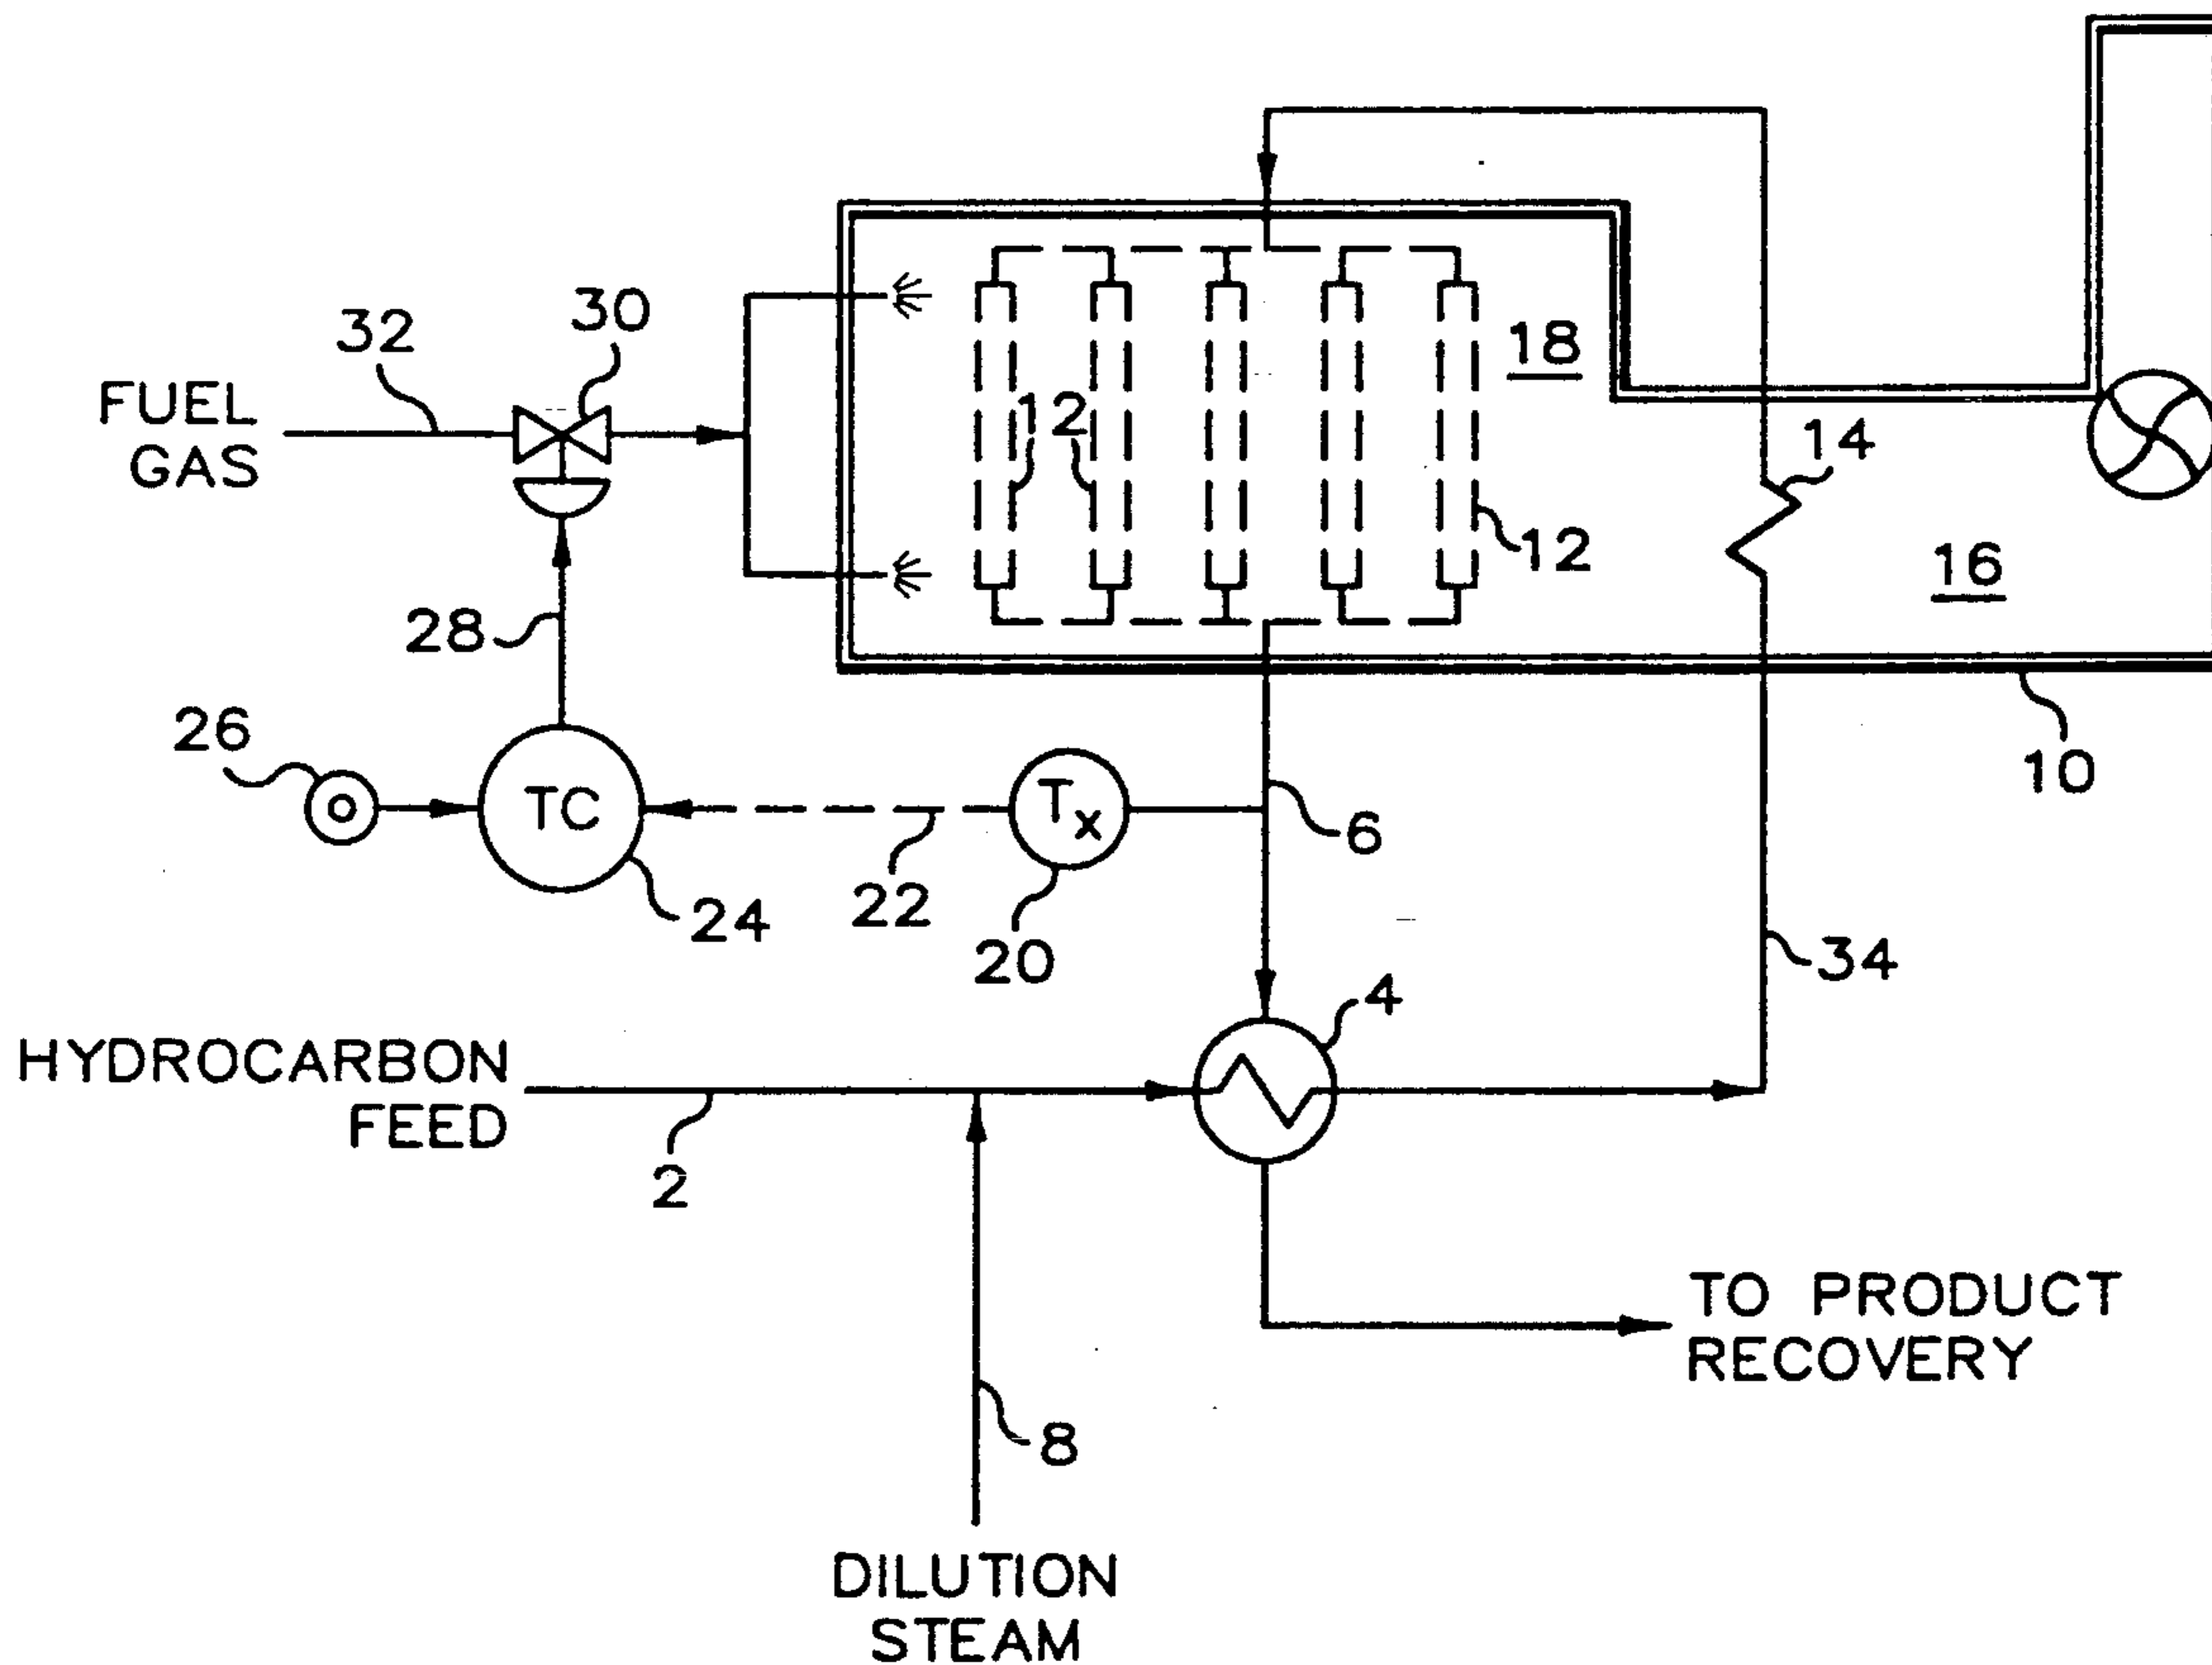 30
32
18
FUEL
GAS
12
14
12
16
28
26
10
TC
Tx
6
22
24
20
34
4
HYDROCARBON
FEED
2
TO PRODUCT
RECOVERY
8
DILUTION
STEAM